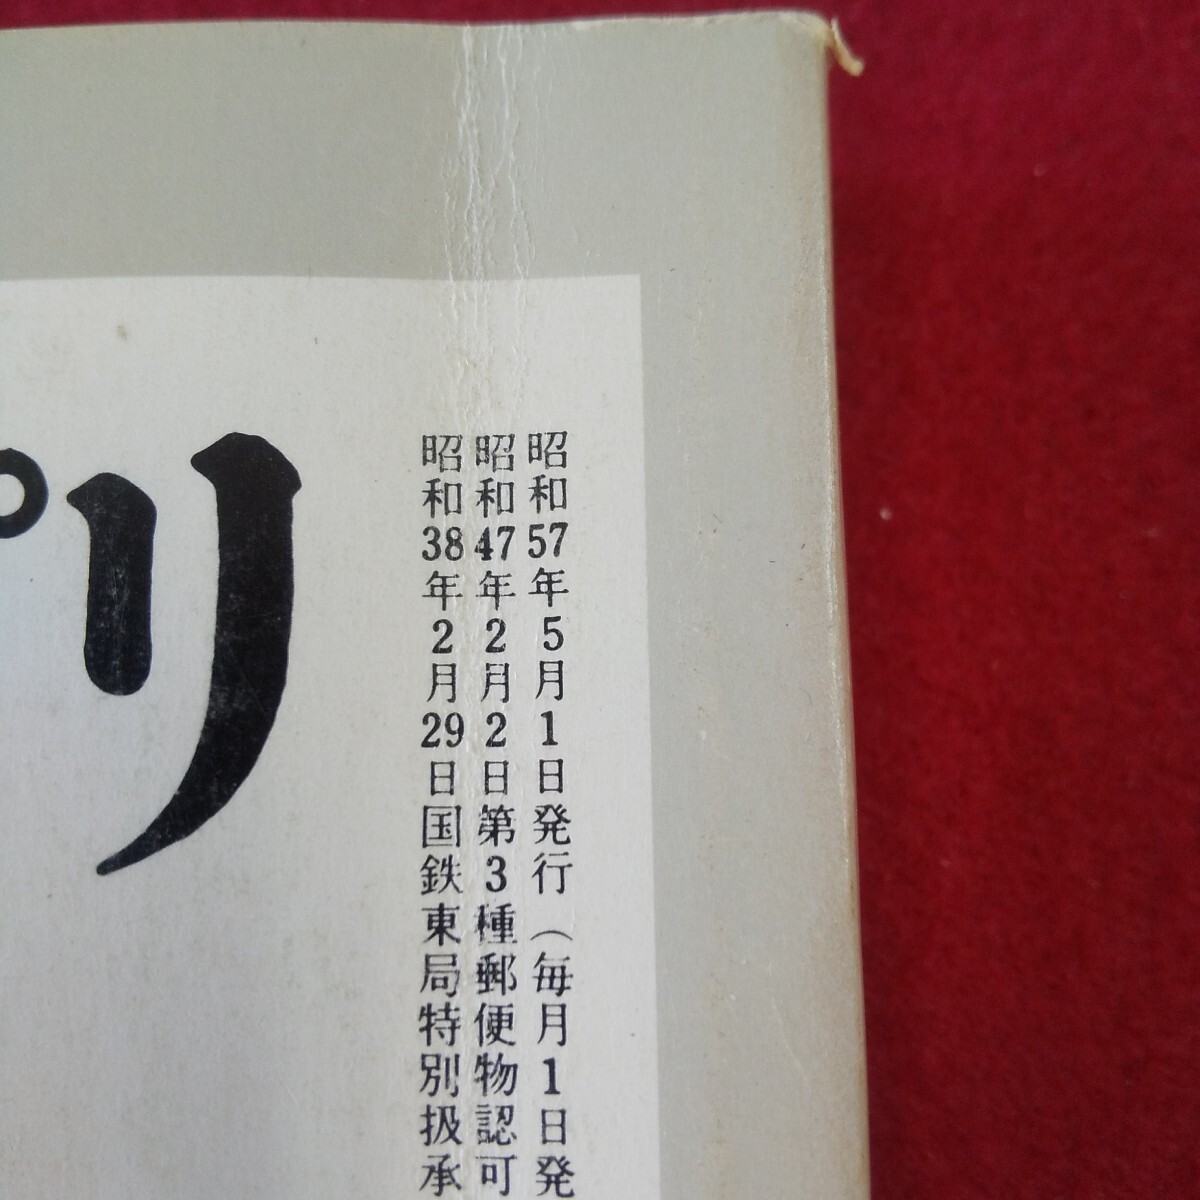 昭和57年5月1日発行（毎月1日発
昭和47年2月2日第3種郵便物認可
昭和38年2月29日国鉄東局特別扱承
リ